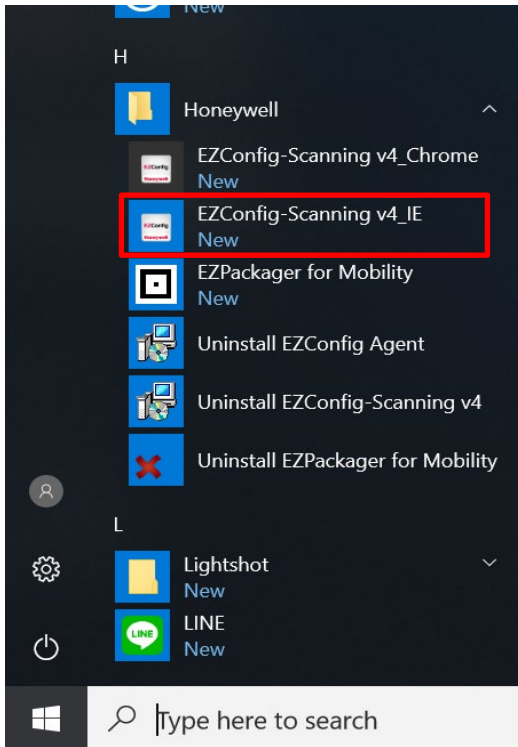 New
H
Honeywell
EZConfig-Scanning v4_Chrome
New
EZConfig-Scanning v4_IE
New
EZPackager for Mobility
New
Uninstall EZConfig Agent
Uninstall EZConfig-Scanning v4
Uninstall EZPackager for Mobility
L
Lightshot
New
LINE
LINE
New
Type here to search